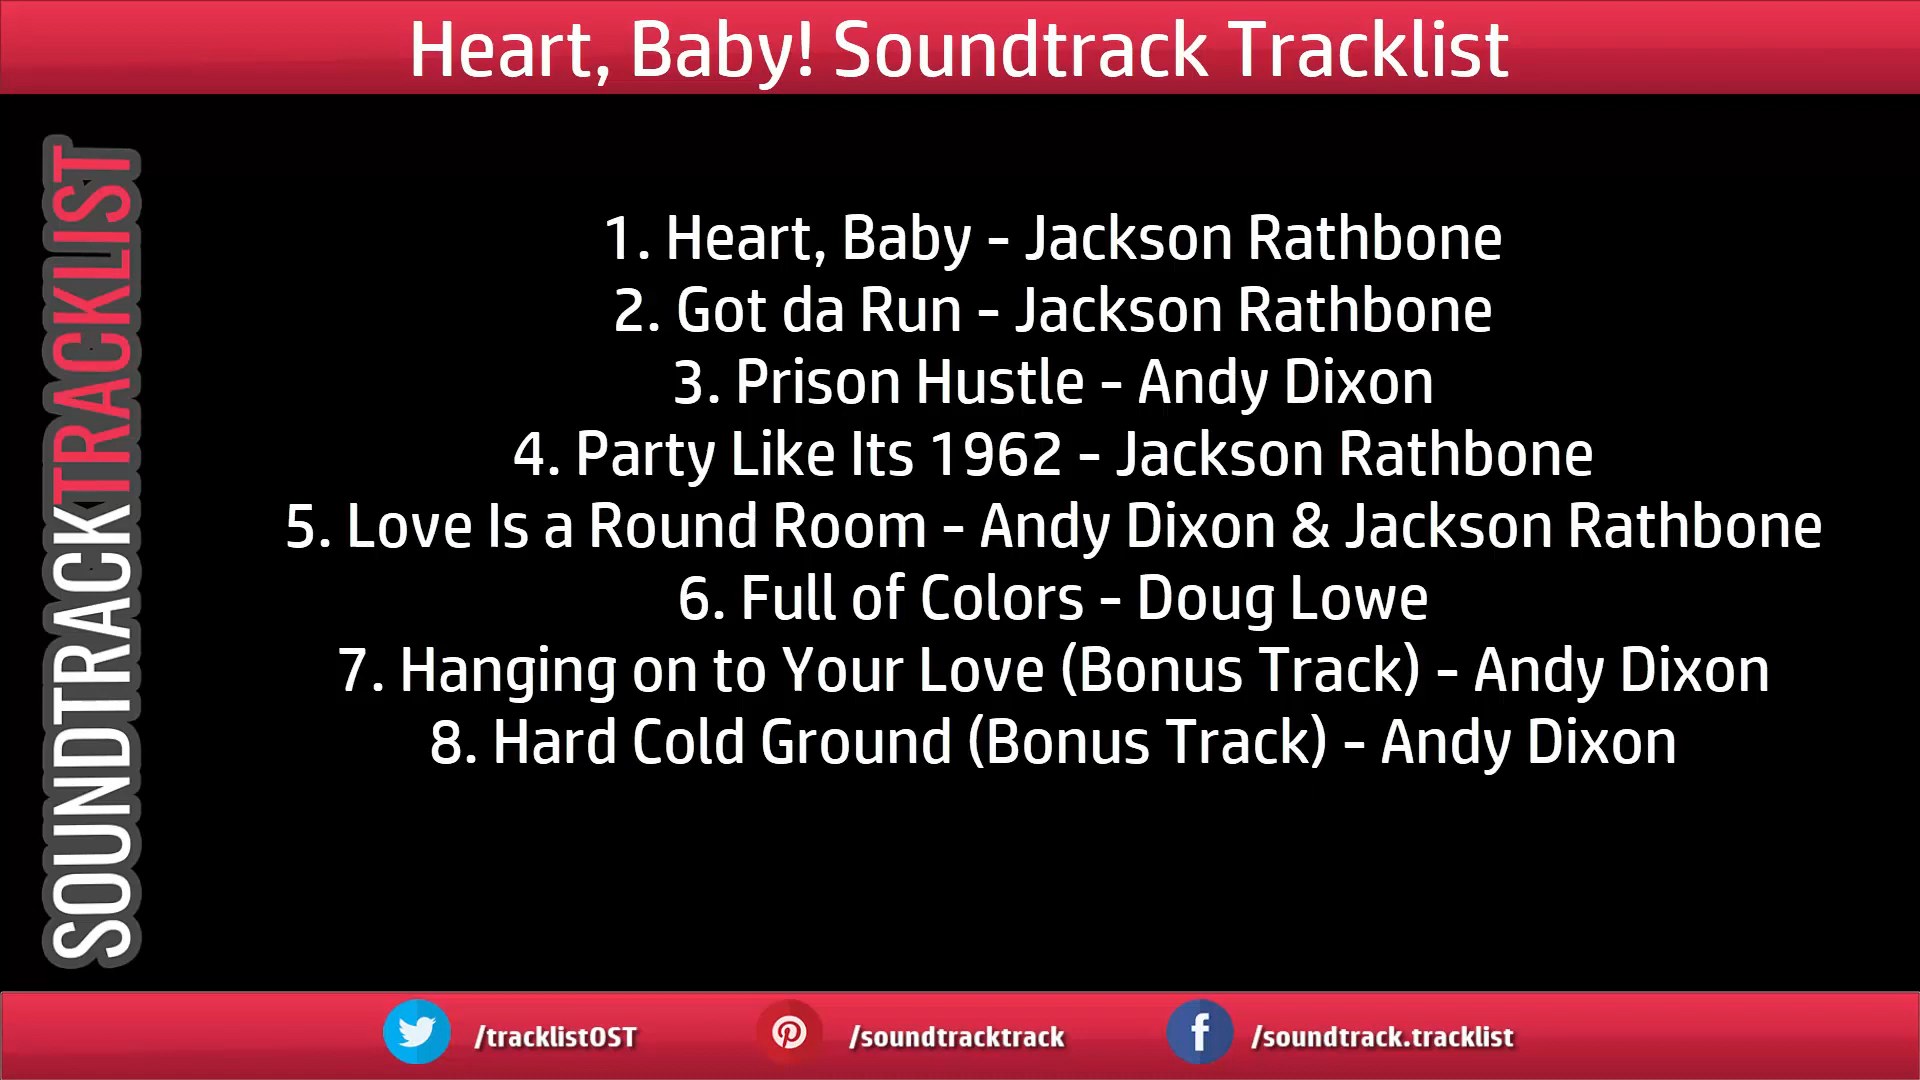 Heart, Baby! Soundtrack Tracklist
SOUNDTRACKTRACKLIST
1. Heart, Baby - Jackson Rathbone
2. Got da Run - Jackson Rathbone
3. Prison Hustle - Andy Dixon
4. Party Like Its 1962 - Jackson Rathbone
5. Love Is a Round Room - Andy Dixon & Jackson Rathbone
6. Full of Colors - Doug Lowe
7. Hanging on to Your Love (Bonus Track) - Andy Dixon
8. Hard Cold Ground (Bonus Track) - Andy Dixon
/tracklistOST /soundtracktrack /soundtrack.tracklist